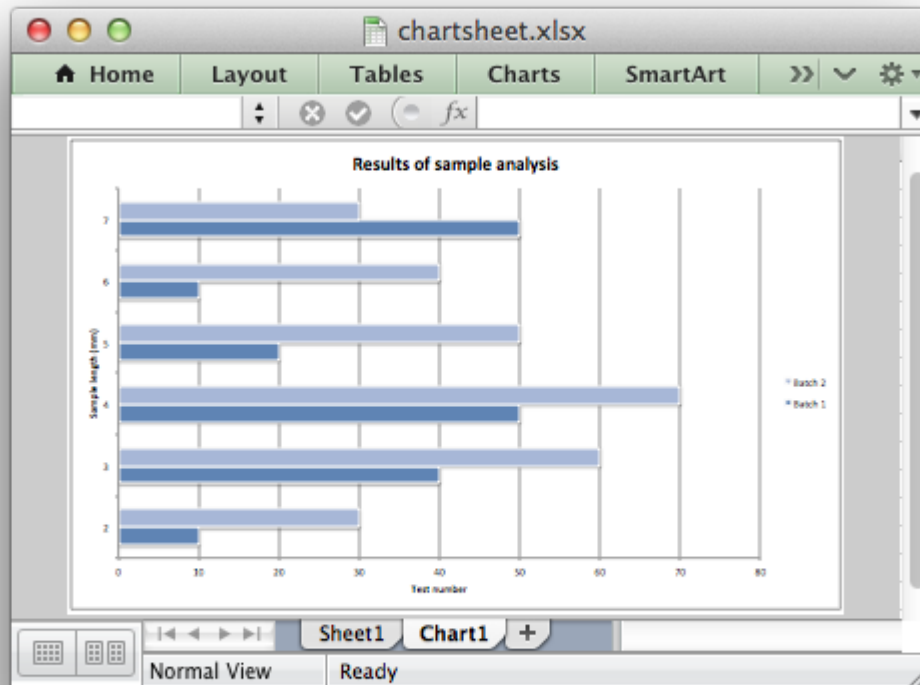 chartsheet.xlsx
Home Layout Tables Charts SmartArt
fx
Results of sample analysis
7
6
5
4
3
2
Sample length (mm)
Batch 2
Batch 1
0 10 20 30 40 50 60 70 80
Test number
Sheet1 Chart1 +
Normal View Ready